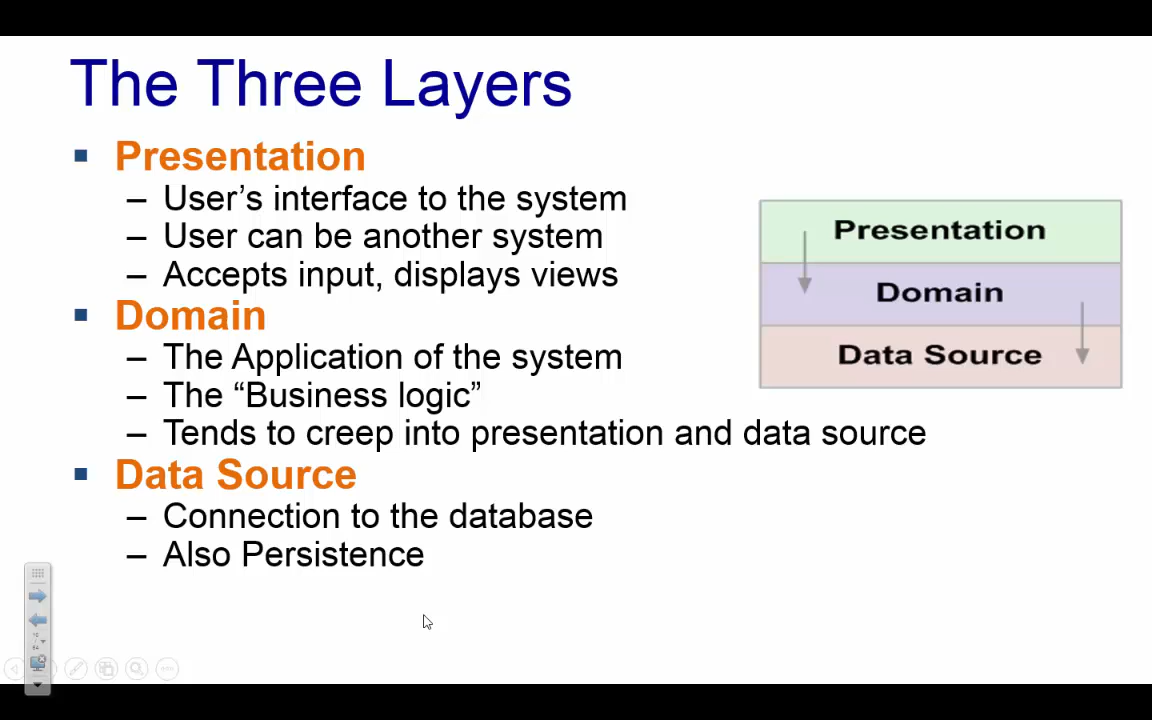 The Three Layers
▪ Presentation
– User’s interface to the system
– User can be another system
– Accepts input, displays views
▪ Domain
– The Application of the system
– The “Business logic”
– Tends to creep into presentation and data source
▪ Data Source
– Connection to the database
– Also Persistence
Presentation
Domain
Data Source